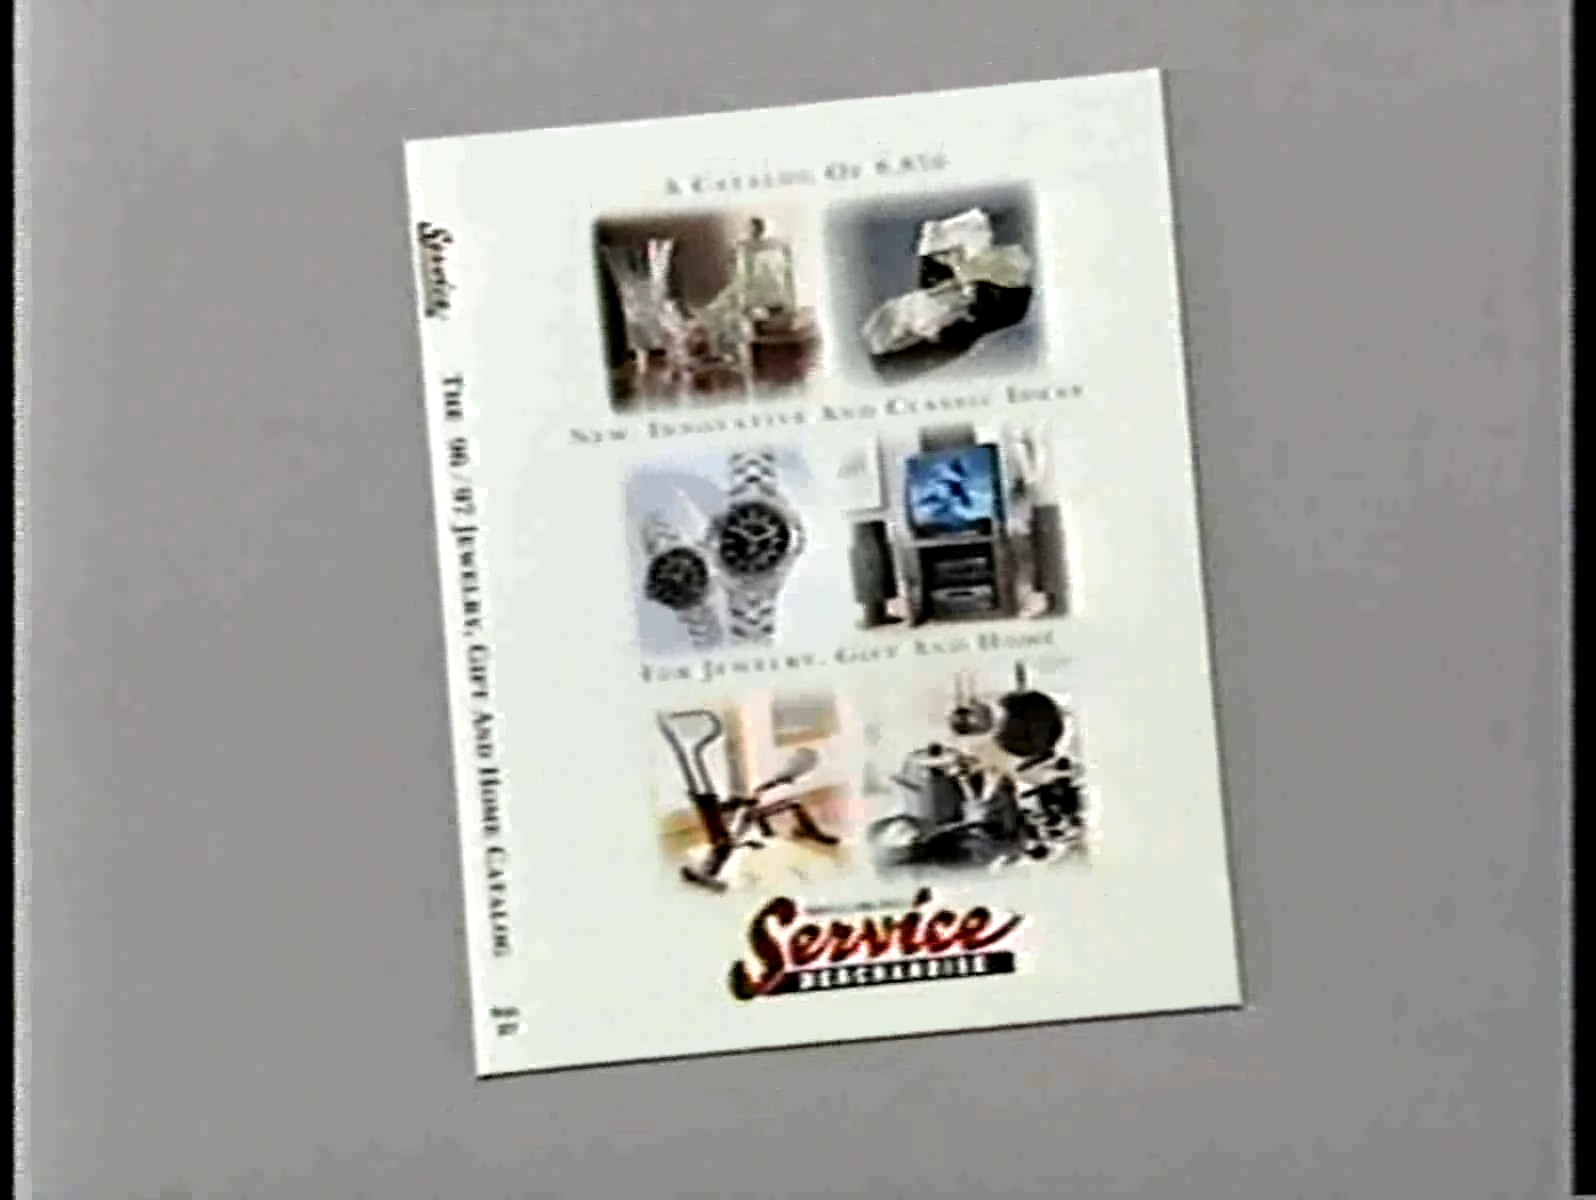 A CATALOG OF 6,850
NEW, INNOVATIVE AND CLASSIC IDEAS
FOR JEWELRY, GIFT AND HOME
Service
MERCHANDISE
Service THE 96/97 JEWELRY, GIFT AND HOME CATALOG